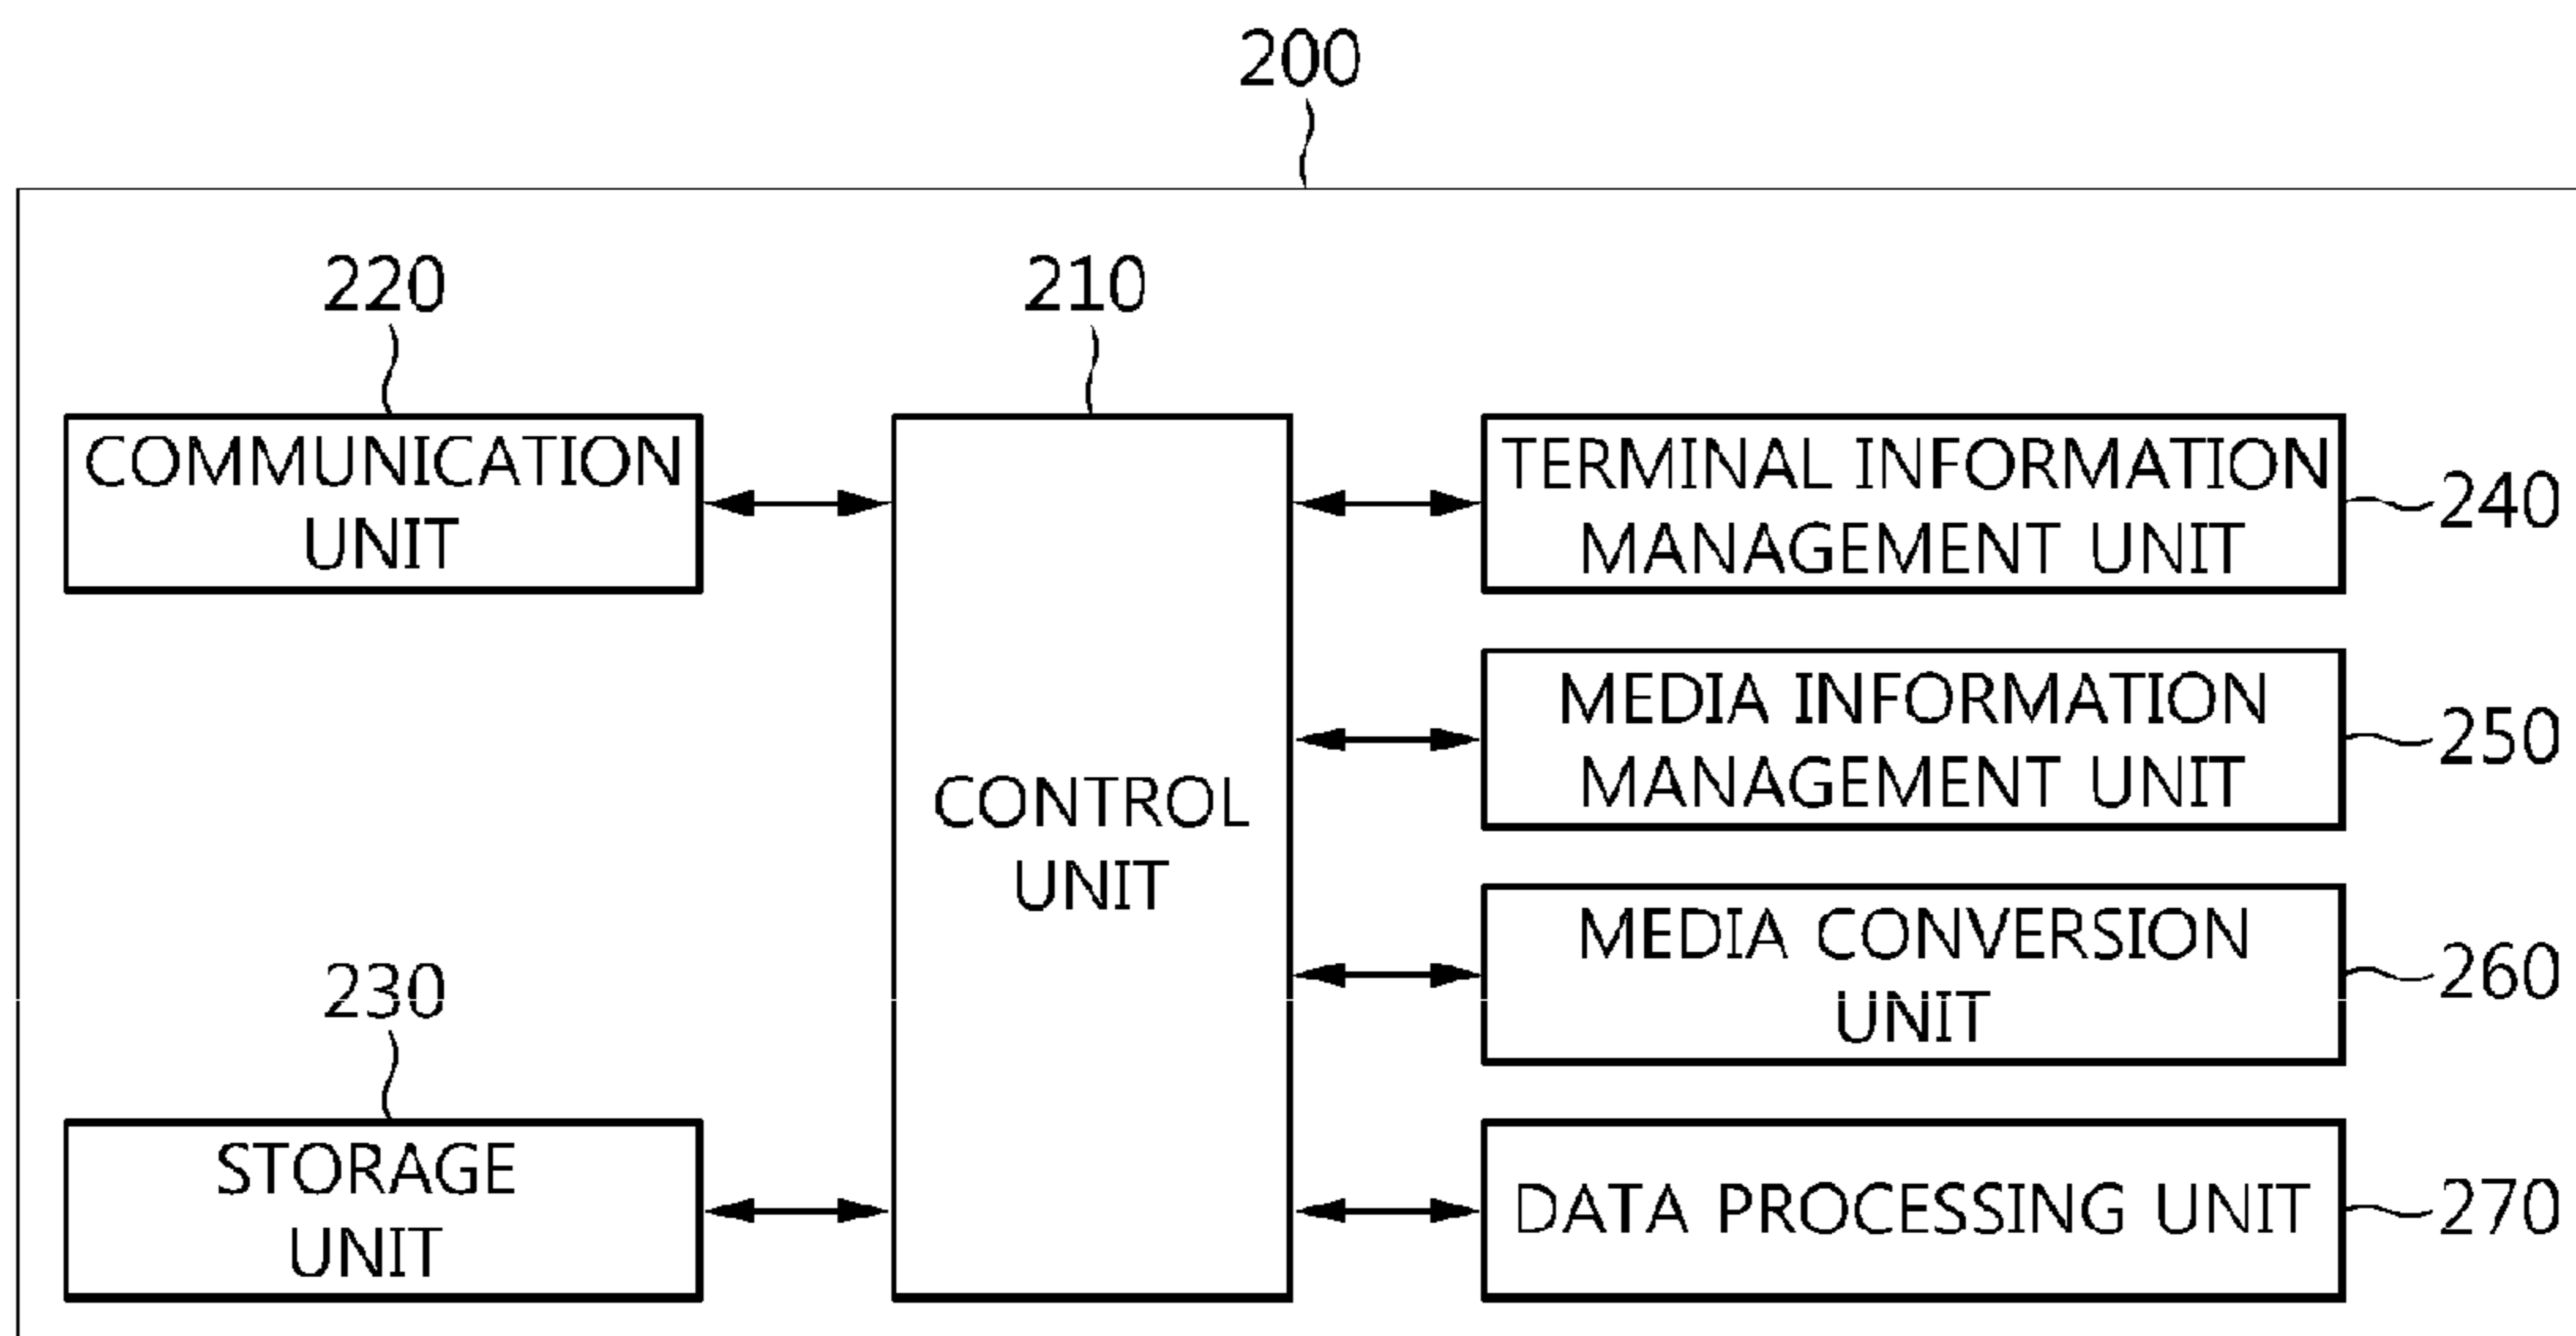 200
220
210
COMMUNICATION
UNIT
TERMINAL INFORMATION
MANAGEMENT UNIT
240
MEDIA INFORMATION
MANAGEMENT UNIT
250
CONTROL
UNIT
MEDIA CONVERSION
UNIT
260
230
STORAGE
UNIT
DATA PROCESSING UNIT
270